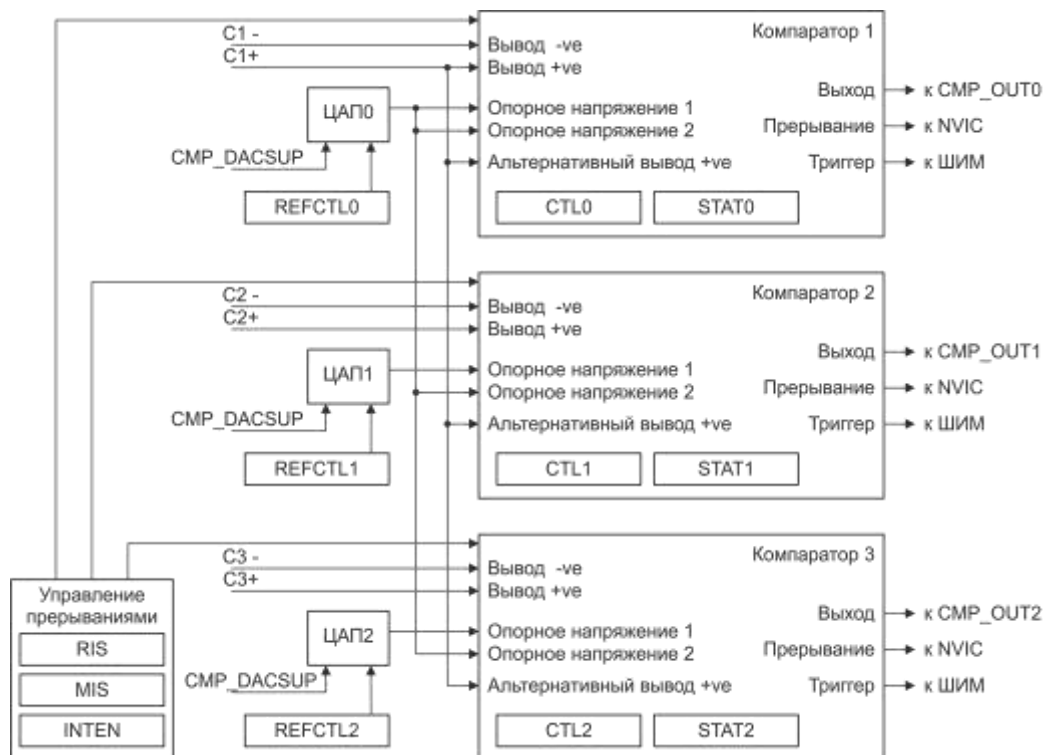 C1 -
C1+
ЦАП0
CMP_DACSUP
REFCTL0
Компаратор 1
Вывод -ve
Вывод +ve
Опорное напряжение 1
Опорное напряжение 2
Альтернативный вывод +ve
Выход
Прерывание
Триггер
CTL0
STAT0
к CMP_OUT0
к NVIC
к ШИМ
C2 -
C2+
ЦАП1
CMP_DACSUP
REFCTL1
Компаратор 2
Вывод -ve
Вывод +ve
Опорное напряжение 1
Опорное напряжение 2
Альтернативный вывод +ve
Выход
Прерывание
Триггер
CTL1
STAT1
к CMP_OUT1
к NVIC
к ШИМ
C3 -
C3+
ЦАП2
CMP_DACSUP
REFCTL2
Компаратор 3
Вывод -ve
Вывод +ve
Опорное напряжение 1
Опорное напряжение 2
Альтернативный вывод +ve
Выход
Прерывание
Триггер
CTL2
STAT2
к CMP_OUT2
к NVIC
к ШИМ
Управление
прерываниями
RIS
MIS
INTEN